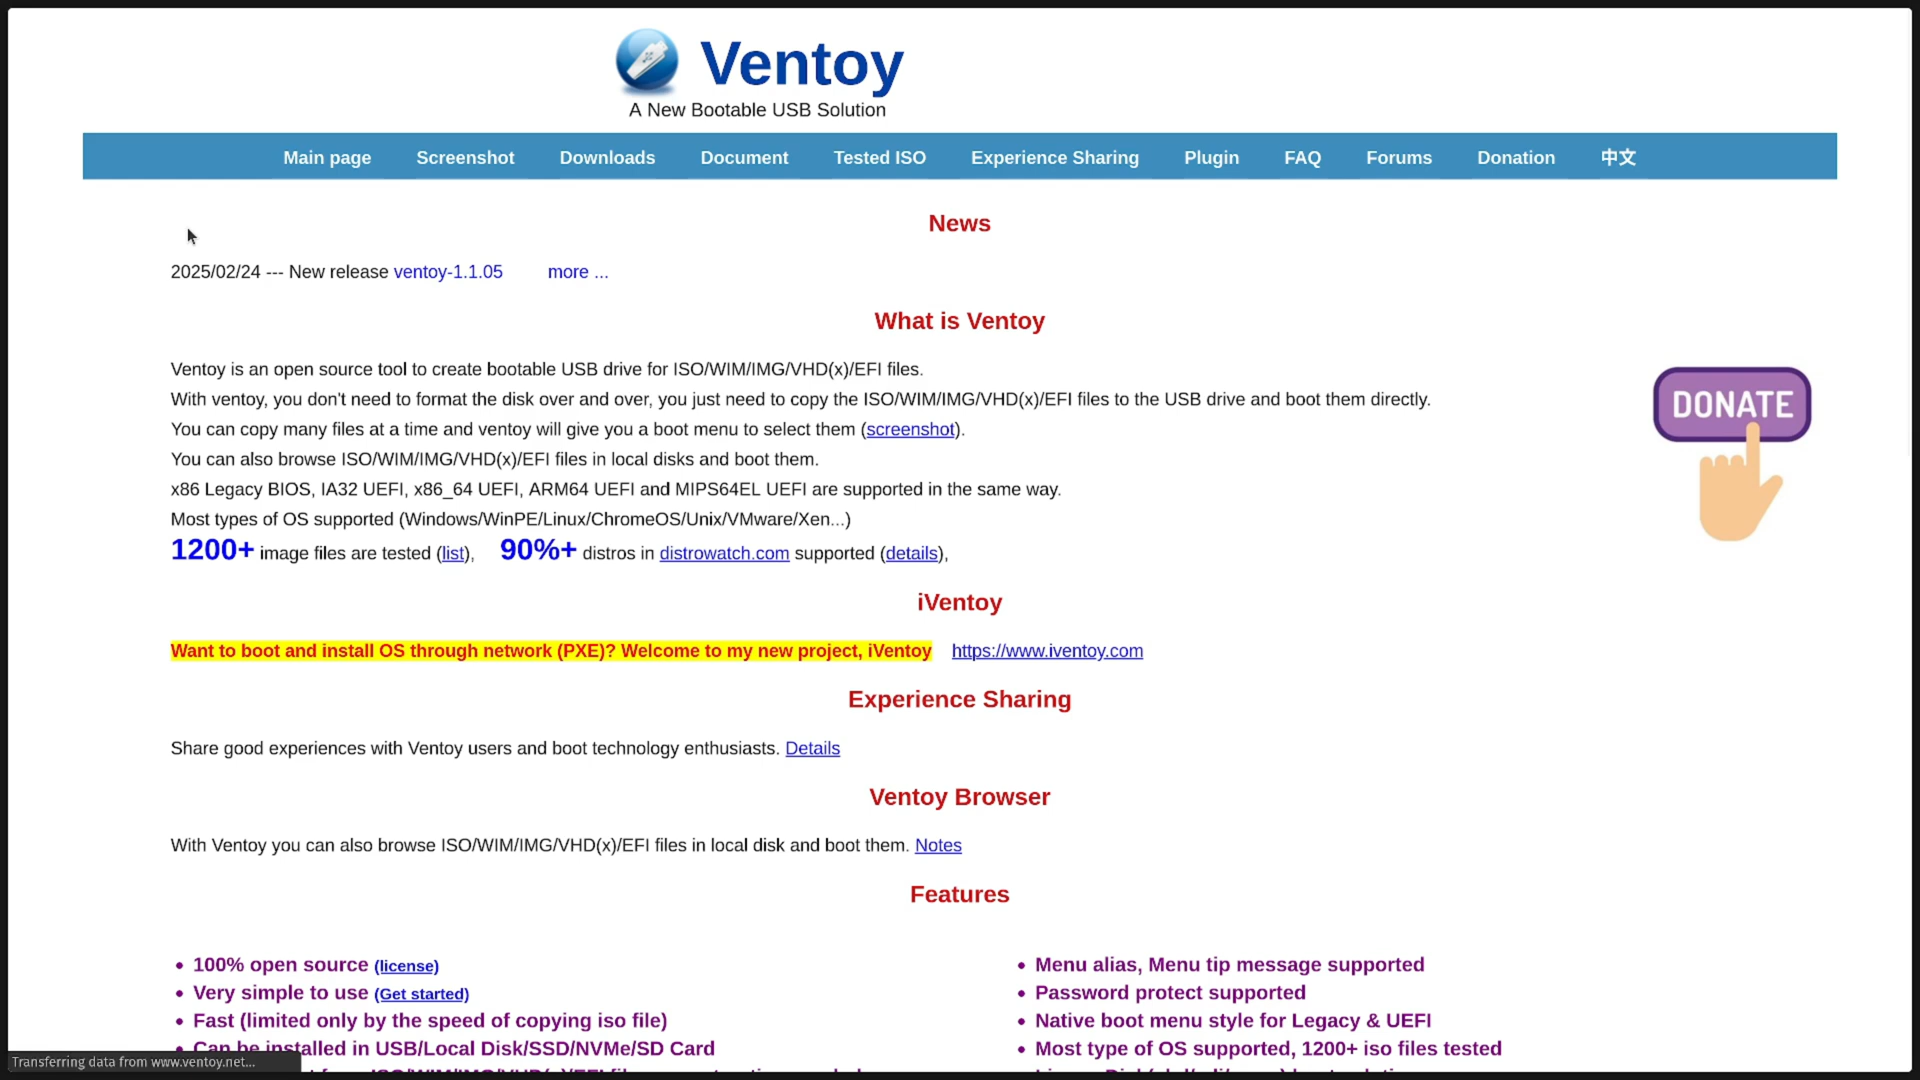 Ventoy
A New Bootable USB Solution
Main page Screenshot Downloads Document Tested ISO Experience Sharing Plugin FAQ Forums Donation 中文
News
2025/02/24 --- New release ventoy-1.1.05 more ...
What is Ventoy
Ventoy is an open source tool to create bootable USB drive for ISO/WIM/IMG/VHD(x)/EFI files.
With ventoy, you don't need to format the disk over and over, you just need to copy the ISO/WIM/IMG/VHD(x)/EFI files to the USB drive and boot them directly.
You can copy many files at a time and ventoy will give you a boot menu to select them (screenshot).
You can also browse ISO/WIM/IMG/VHD(x)/EFI files in local disks and boot them.
x86 Legacy BIOS, IA32 UEFI, x86_64 UEFI, ARM64 UEFI and MIPS64EL UEFI are supported in the same way.
Most types of OS supported (Windows/WinPE/Linux/ChromeOS/Unix/VMware/Xen...)
1200+ image files are tested (list), 90%+ distros in distrowatch.com supported (details),
DONATE
iVentoy
Want to boot and install OS through network (PXE)? Welcome to my new project, iVentoy https://www.iventoy.com
Experience Sharing
Share good experiences with Ventoy users and boot technology enthusiasts. Details
Ventoy Browser
With Ventoy you can also browse ISO/WIM/IMG/VHD(x)/EFI files in local disk and boot them. Notes
Features
100% open source (license)
Very simple to use (Get started)
Fast (limited only by the speed of copying iso file)
Can be installed in USB/Local Disk/SSD/NVMe/SD Card
Menu alias, Menu tip message supported
Password protect supported
Native boot menu style for Legacy & UEFI
Most type of OS supported, 1200+ iso files tested
Transferring data from www.ventoy.net...